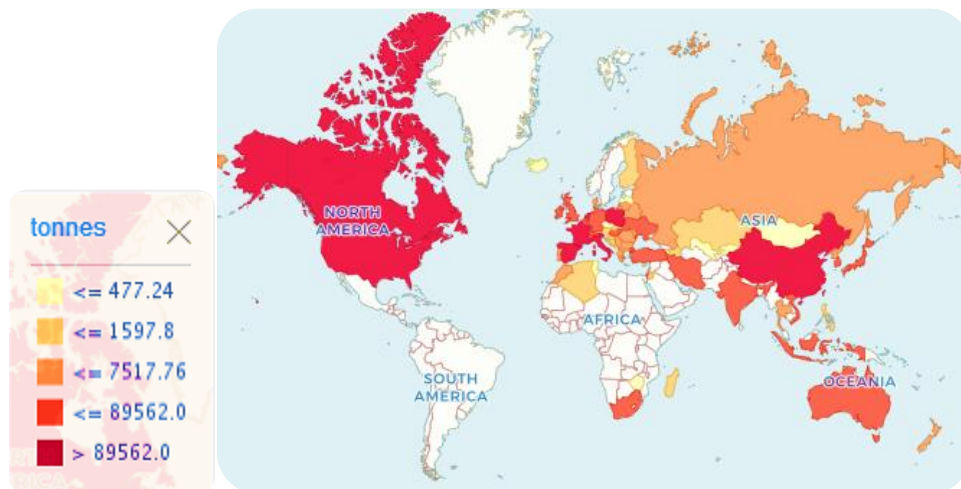 tonnes
<= 477.24
<= 1597.8
<= 7517.76
<= 89562.0
> 89562.0
NORTH
AMERICA
ASIA
AFRICA
SOUTH
AMERICA
OCEANIA